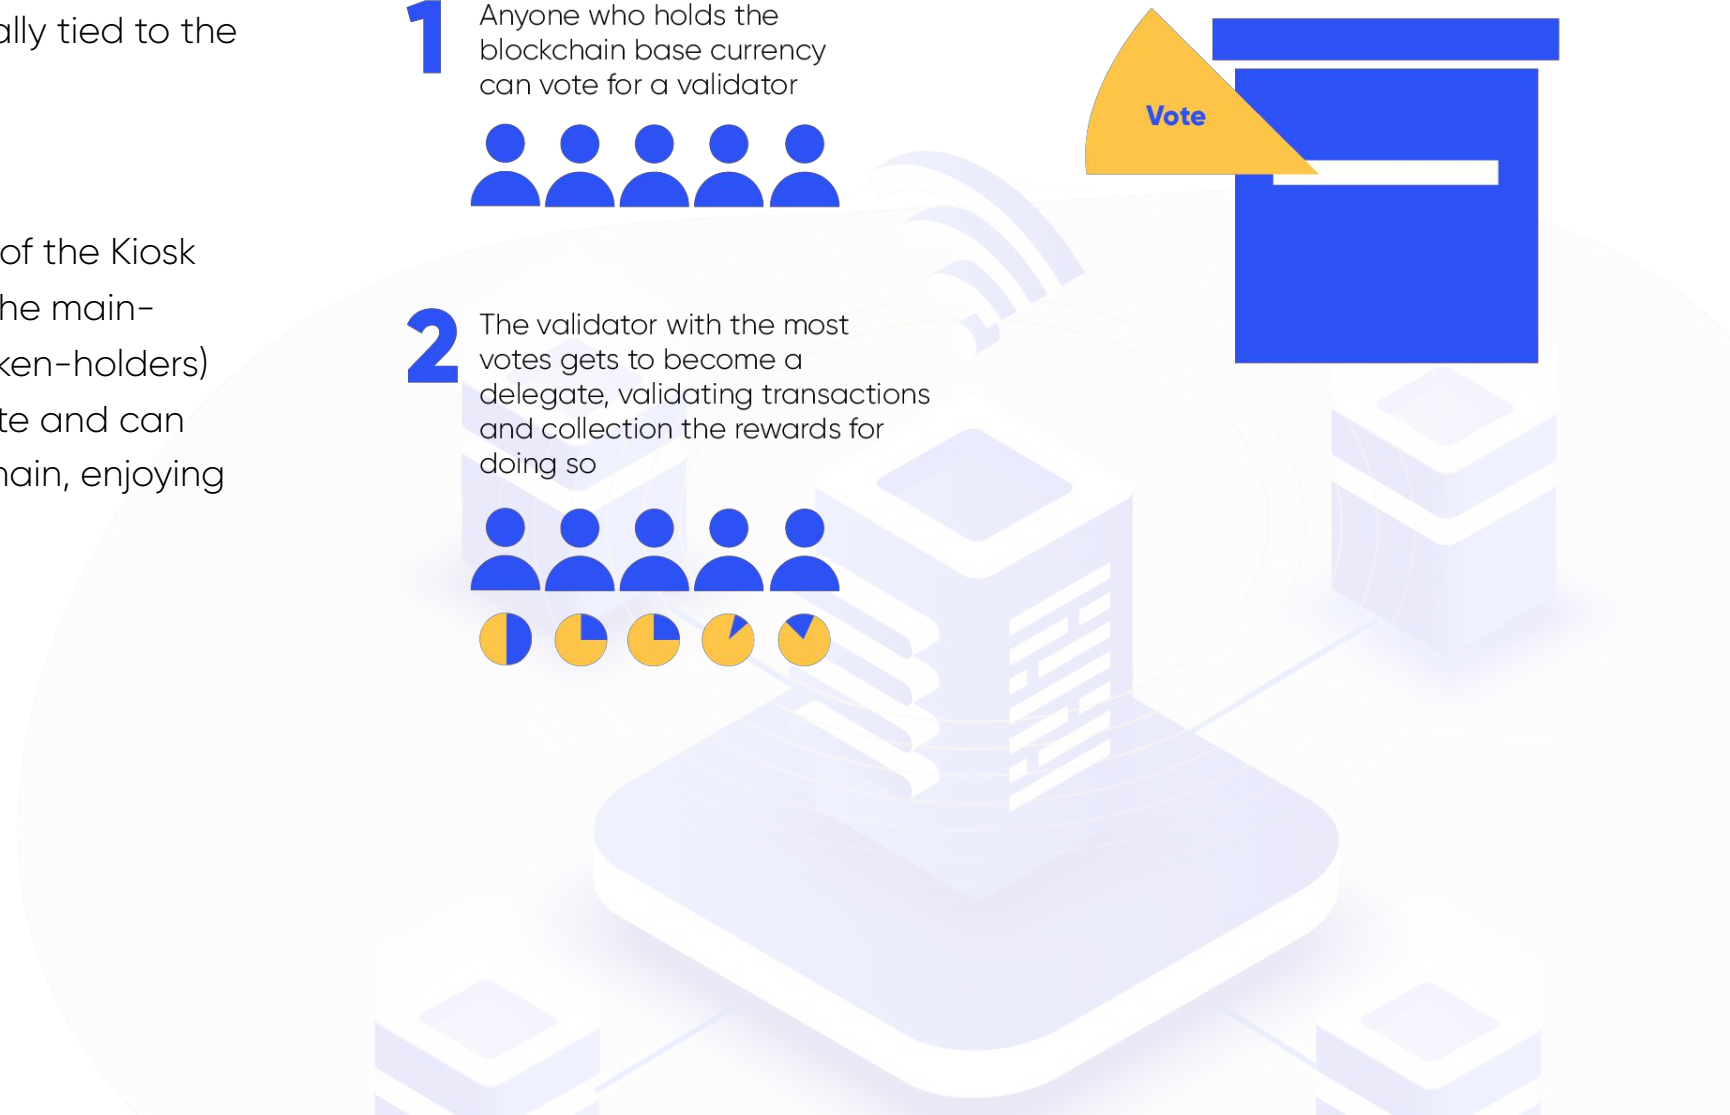 ally tied to the
of the Kiosk
he main-
ken-holders)
te and can
hain, enjoying
1
Anyone who holds the
blockchain base currency
can vote for a validator
Vote
2
The validator with the most
votes gets to become a
delegate, validating transactions
and collection the rewards for
doing so